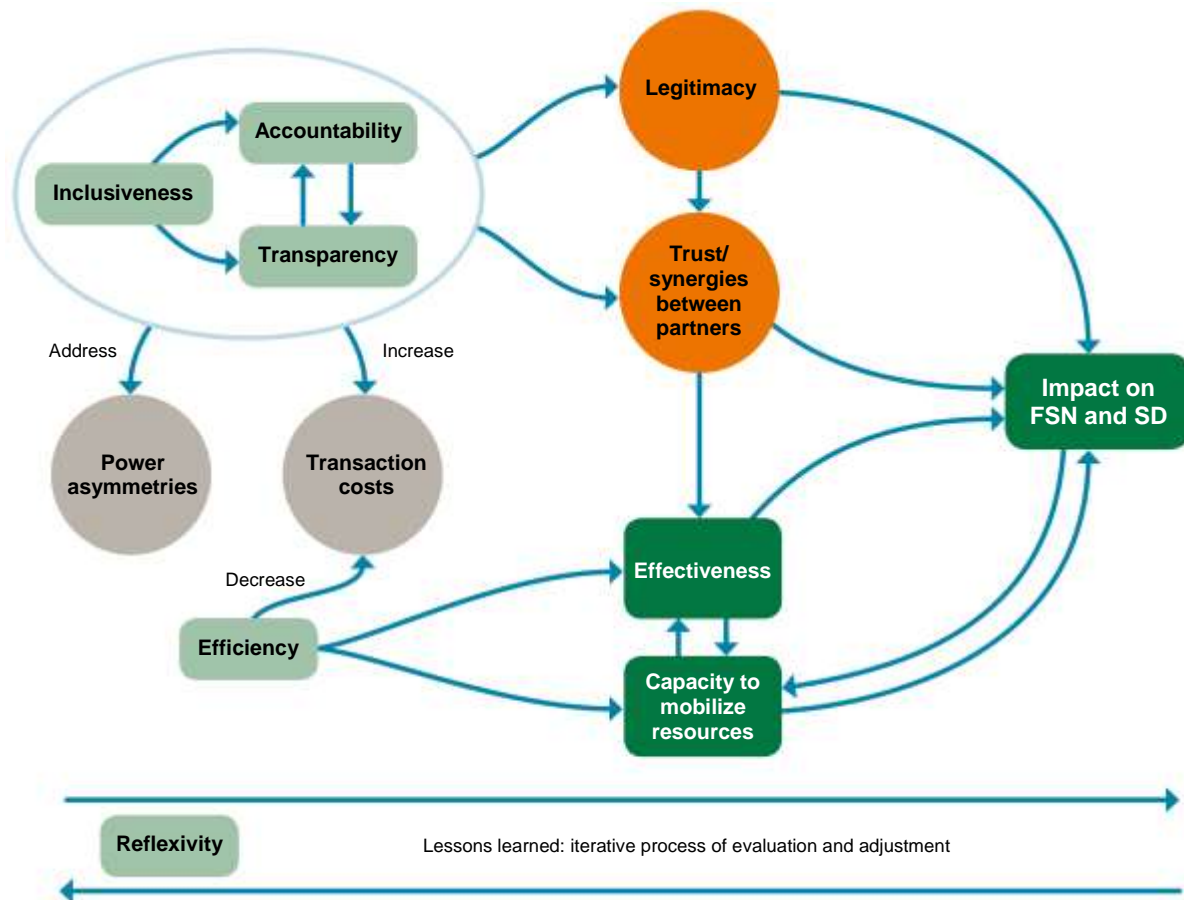 Legitimacy
Accountability
Inclusiveness
Transparency
Trust/
synergies
between
partners
Address
Increase
Impact on
FSN and SD
Power
asymmetries
Transaction
costs
Decrease
Effectiveness
Efficiency
Capacity to
mobilize
resources
Reflexivity
Lessons learned: iterative process of evaluation and adjustment